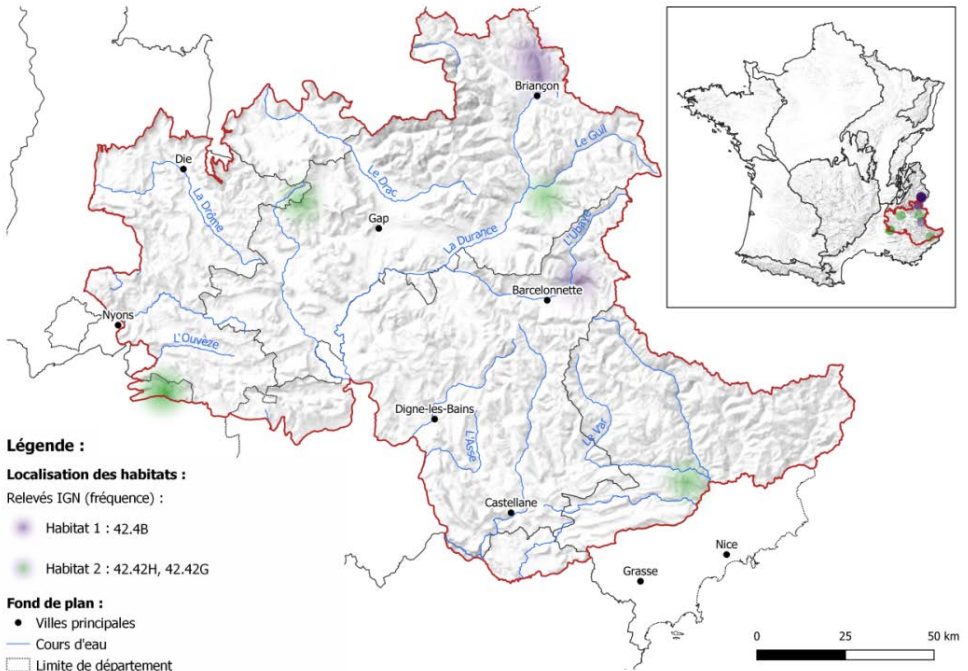 Briançon
Le Guil
Die
Le Drac
La Drôme
Gap
La Durance
L'Ubaye
Barcelonnette
Nyons
L'Ouvèze
Digne-les-Bains
L'Asse
Le Var
Castellane
Nice
Grasse
Légende :
Localisation des habitats :
Relevés IGN (fréquence) :
Habitat 1 : 42.4B
Habitat 2 : 42.42H, 42.42G
Fond de plan :
Villes principales
Cours d'eau
Limite de département
0 25 50 km